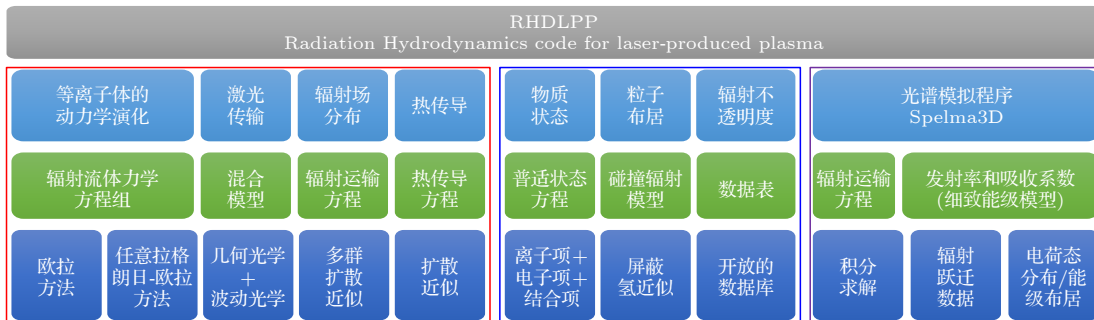 RHDLPP
Radiation Hydrodynamics code for laser-produced plasma
等离子体的
动力学演化
激光
传输
辐射场
分布
热传导
物质
状态
粒子
布居
辐射不
透明度
光谱模拟程序
Spelma3D
辐射流体力学
方程组
混合
模型
辐射运输
方程
热传导
方程
普适状态
方程
碰撞辐射
模型
数据表
辐射运输
方程
发射率和吸收系数
(细致能级模型)
欧拉
方法
任意拉格
朗日-欧拉
方法
几何光学
+
波动光学
多群
扩散
近似
扩散
近似
离子项+
电子项+
结合项
屏蔽
氢近似
开放的
数据库
积分
求解
辐射
跃迁
数据
电荷态
分布/能
级布居